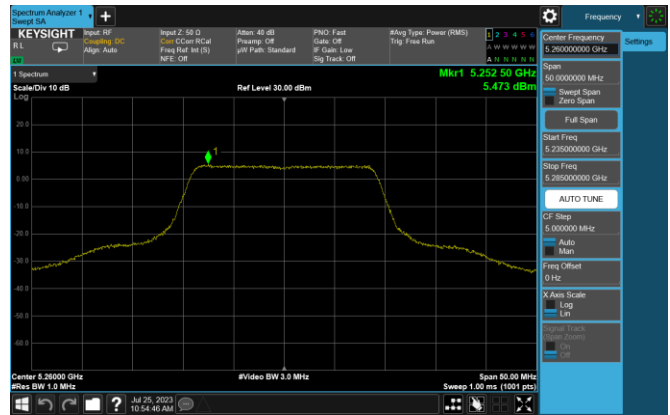 Spectrum Analyzer 1
Swept SA
+
Frequency
KEYSIGHT
RL
Input: RF
Coupling: DC
Align: Auto
Input Z: 50 Ω
Corr CCorr RCal
Freq Ref: Int (S)
NFE: Off
Atten: 40 dB
Preamp: Off
µW Path: Standard
PNO: Fast
Gate: Off
IF Gain: Low
Sig Track: Off
#Avg Type: Power (RMS)
Trig: Free Run
1 2 3 4 5 6
A W W W W W
A N N N N N
1 Spectrum
Scale/Div 10 dB
Log
Ref Level 30.00 dBm
Mkr1 5.252 50 GHz
5.473 dBm
20.0
10.0
0.00
-10.0
-20.0
-30.0
-40.0
-50.0
-60.0
1
Center 5.26000 GHz
#Res BW 1.0 MHz
#Video BW 3.0 MHz
Span 50.00 MHz
Sweep 1.00 ms (1001 pts)
Center Frequency
5.260000000 GHz
Settings
Span
50.0000000 MHz
Swept Span
Zero Span
Full Span
Start Freq
5.235000000 GHz
Stop Freq
5.285000000 GHz
AUTO TUNE
CF Step
5.000000 MHz
Auto
Man
Freq Offset
0 Hz
X Axis Scale
Log
Lin
Signal Track
(Span Zoom)
On
Off
?
Jul 25, 2023
10:54:46 AM